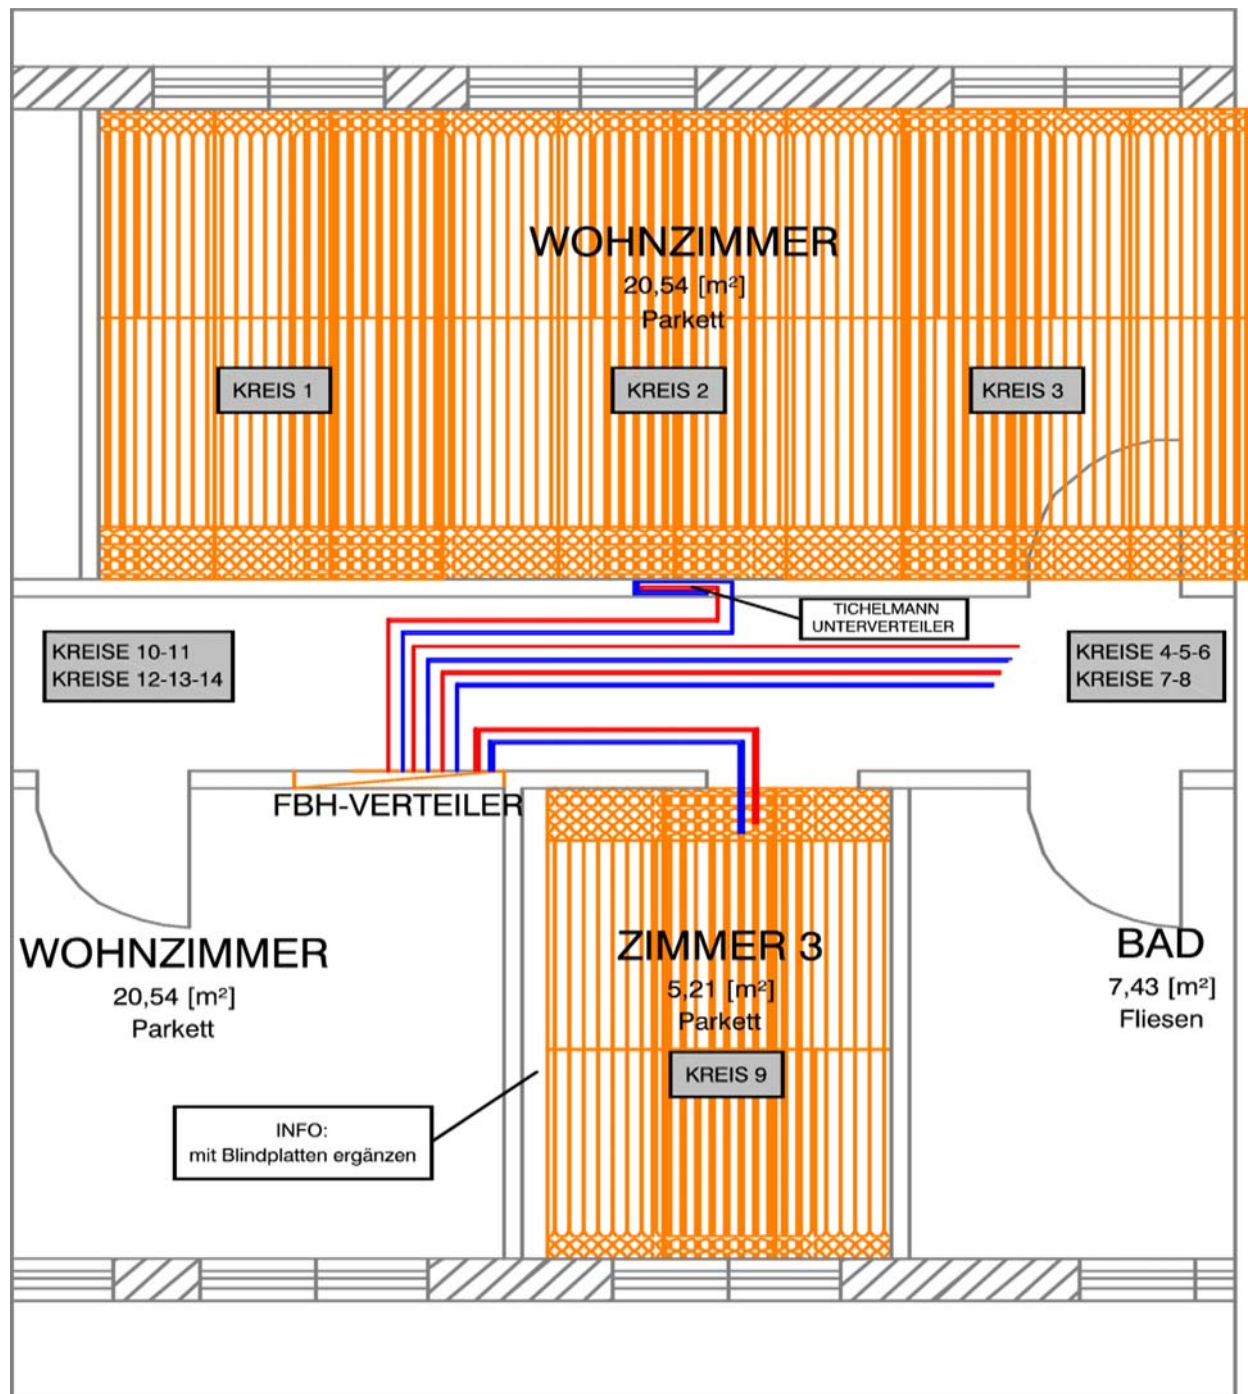 WOHNZIMMER
20,54 [m²]
Parkett
KREIS 1
KREIS 2
KREIS 3
TICHELMANN
UNTERVERTEILER
KREISE 10-11
KREISE 12-13-14
KREISE 4-5-6
KREISE 7-8
FBH-VERTEILER
WOHNZIMMER
20,54 [m²]
Parkett
ZIMMER 3
5,21 [m²]
Parkett
KREIS 9
BAD
7,43 [m²]
Fliesen
INFO:
mit Blindplatten ergänzen